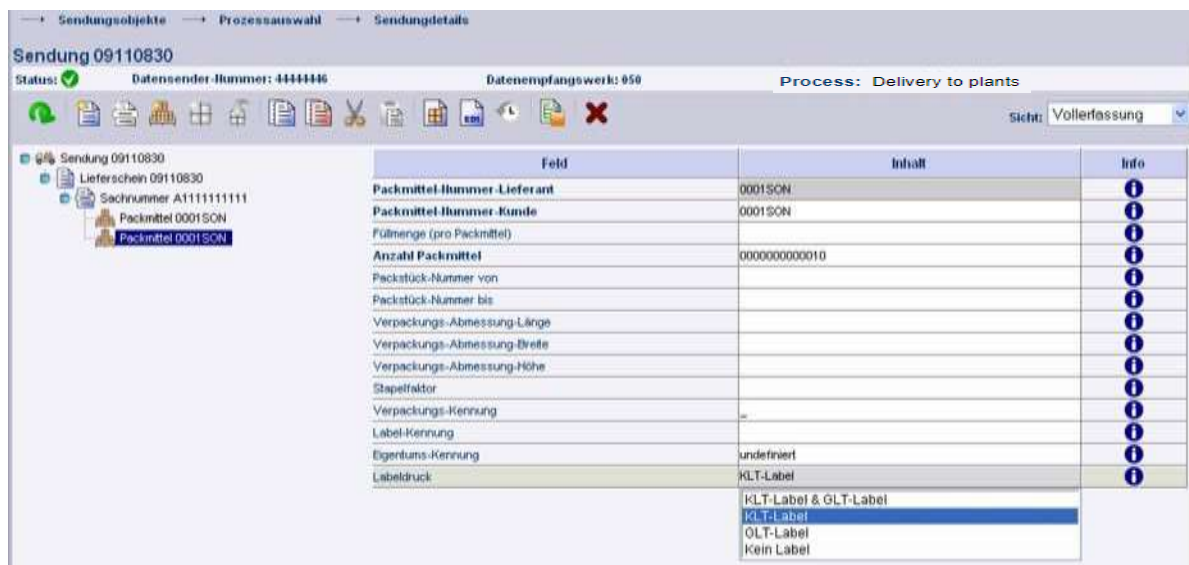 Sendungsobjekte Prozessauswahl Sendungdetails
Sendung 09110830
Status: Datensender-Nummer: 44444446 Datenempfangswerk: 050 Process: Delivery to plants
EDI
Sicht: Vollerfassung
Sendung 09110830
Lieferschein 09110830
Sachnummer A1111111111
Packmittel 0001SON
Packmittel 0001SON
Feld Inhalt Info
Packmittel-Nummer-Lieferant 0001SON
Packmittel-Nummer-Kunde 0001SON
Füllmenge (pro Packmittel)
Anzahl Packmittel 0000000000010
Packstück-Nummer von
Packstück-Nummer bis
Verpackungs-Abmessung-Länge
Verpackungs-Abmessung-Breite
Verpackungs-Abmessung-Höhe
Stapelfaktor
Verpackungs-Kennung _
Label-Kennung
Eigentums-Kennung undefiniert
Labeldruck KLT-Label
KLT-Label & GLT-Label
KLT-Label
GLT-Label
Kein Label